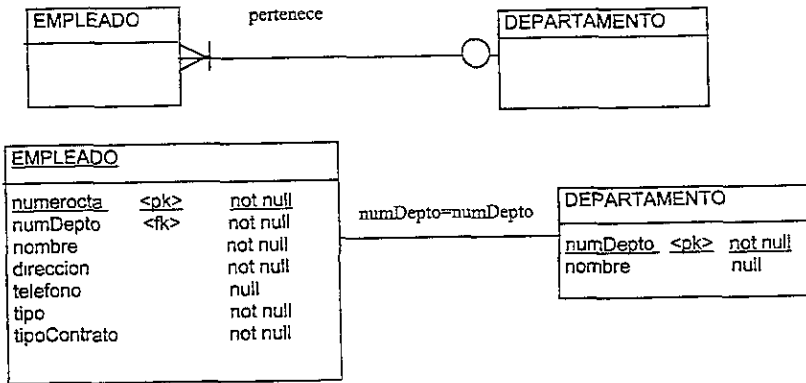 EMPLEADO
pertenece
DEPARTAMENTO
EMPLEADO
numerocta <pk> not null
numDepto <fk> not null
nombre not null
direccion not null
telefono null
tipo not null
tipoContrato not null
numDepto=numDepto
DEPARTAMENTO
numDepto <pk> not null
nombre null